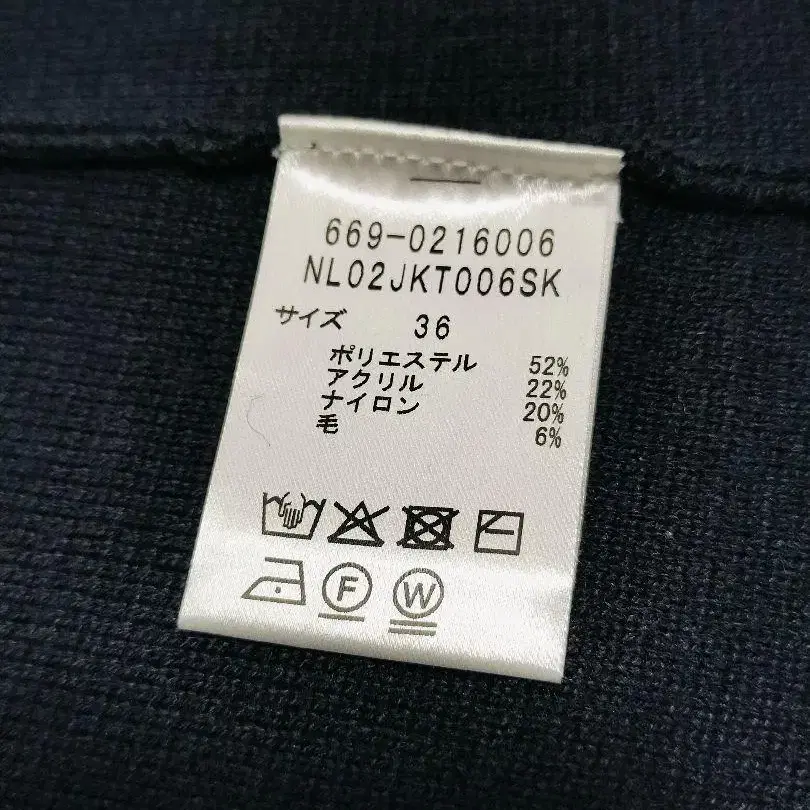 669-0216006
NL02JKT006SK
サイズ 36
ポリエステル 52%
アクリル 22%
ナイロン 20%
毛 6%
F W